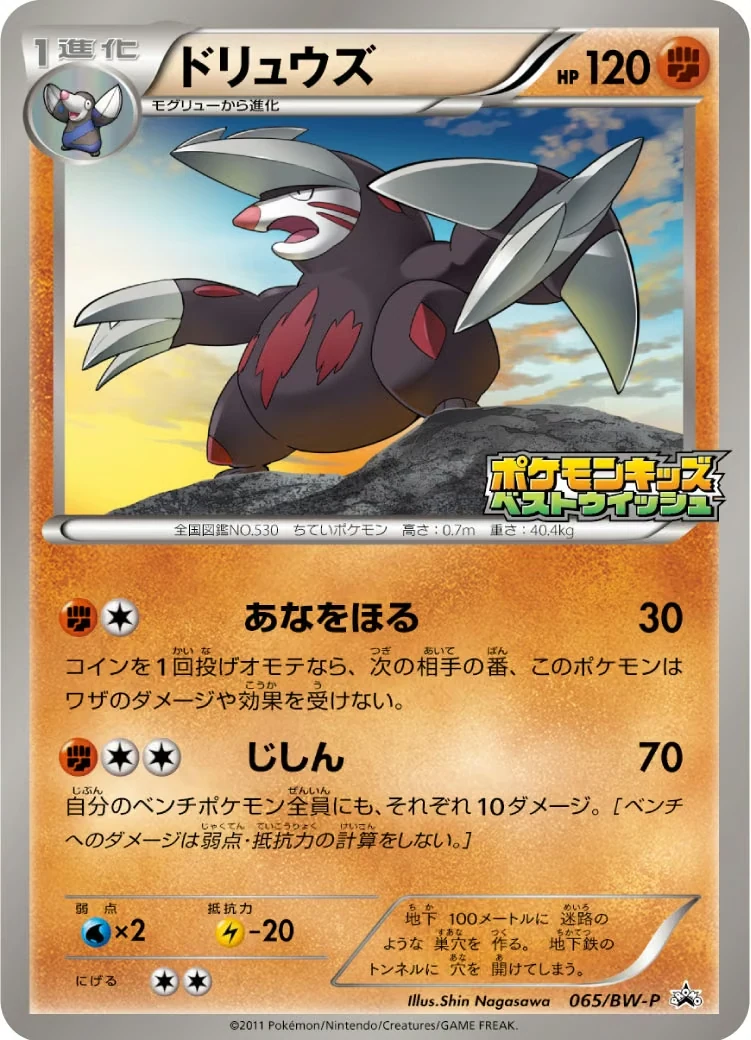 1進化
ドリュウズ
HP 120
モグリューから進化
ポケモンキッズ
ベストウイッシュ
全国図鑑NO.530 ちていポケモン 高さ:0.7m 重さ:40.4kg
あなをほる 30
コインを1回投げオモテなら、次の相手の番、このポケモンは
ワザのダメージや効果を受けない。
じしん 70
自分のベンチポケモン全員にも、それぞれ10ダメージ。[ベンチ
へのダメージは弱点・抵抗力の計算をしない。]
弱点 抵抗力
×2 -20
にげる
地下 100メートルに 迷路の
ような 巣穴を 作る。 地下鉄の
トンネルに 穴を 開けてしまう。
Illus.Shin Nagasawa 065/BW-P
©2011 Pokémon/Nintendo/Creatures/GAME FREAK.